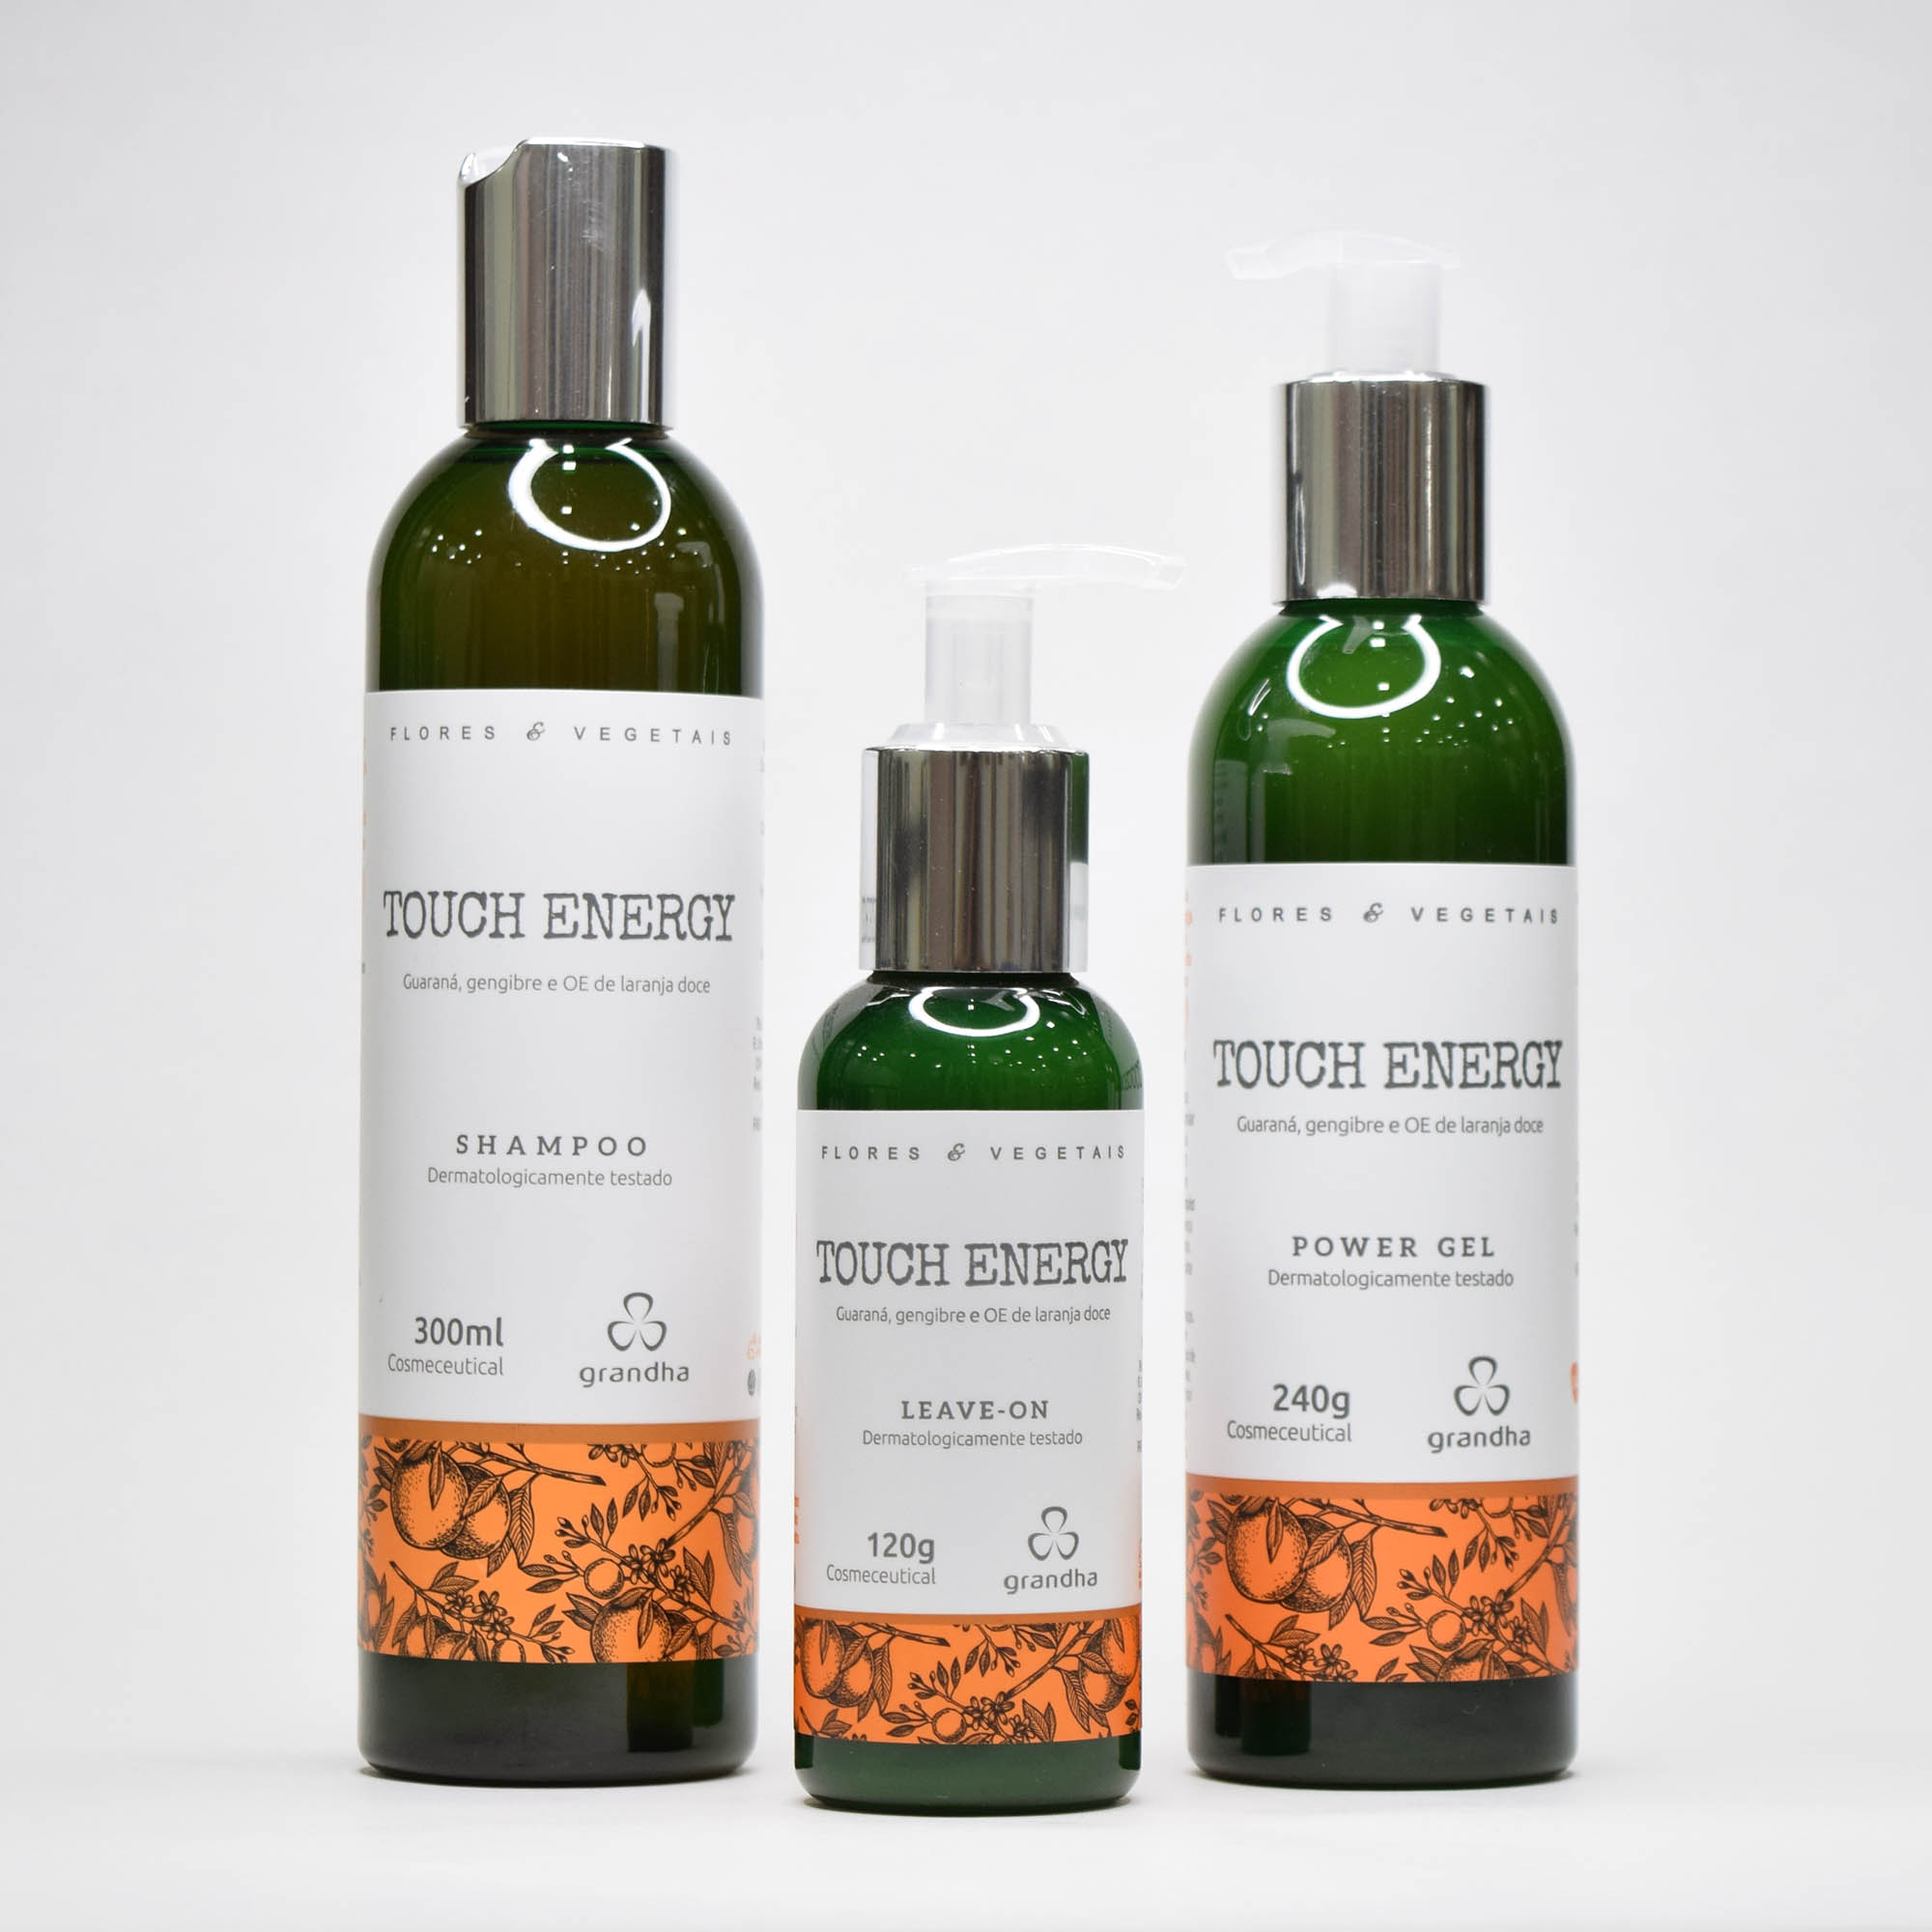 FLORES & VEGETAIS
TOUCH ENERGY
Guaraná, gengibre e OE de laranja doce
SHAMPOO
Dermatologicamente testado
300ml
Cosmeceutical
grandha
FLORES & VEGETAIS
TOUCH ENERGY
Guaraná, gengibre e OE de laranja doce
LEAVE-ON
Dermatologicamente testado
120g
Cosmeceutical
grandha
FLORES & VEGETAIS
TOUCH ENERGY
Guaraná, gengibre e OE de laranja doce
POWER GEL
Dermatologicamente testado
240g
Cosmeceutical
grandha